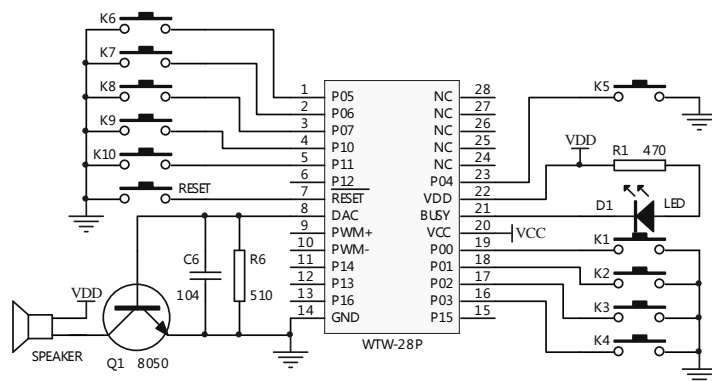 K6
K7
K8
K9
K10
RESET
1 P05 NC 28
2 P06 NC 27
3 P07 NC 26
4 P10 NC 25
5 P11 NC 24
6 P12 P04 23
7 RESET VDD 22
8 DAC BUSY 21
9 PWM+ VCC 20
10 PWM- P00 19
11 P14 P01 18
12 P13 P02 17
13 P16 P03 16
14 GND P15 15
WTW-28P
K5
VDD
R1 470
D1 LED
VCC
K1
K2
K3
K4
C6
104
R6
510
VDD
SPEAKER
Q1 8050